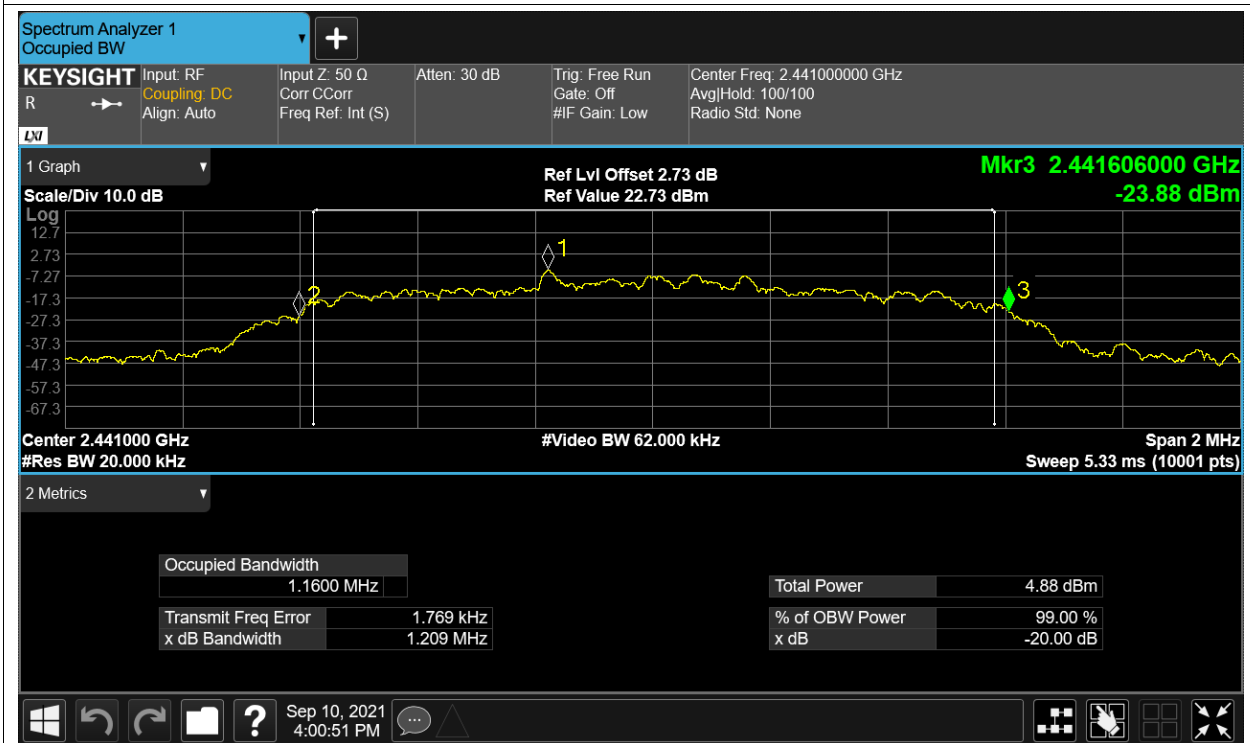 Spectrum Analyzer 1
Occupied BW
KEYSIGHT
R
LXI
Input: RF
Coupling: DC
Align: Auto
Input Z: 50 Ω
Corr CCorr
Freq Ref: Int (S)
Atten: 30 dB
Trig: Free Run
Gate: Off
#IF Gain: Low
Center Freq: 2.441000000 GHz
Avg|Hold: 100/100
Radio Std: None
1 Graph
Scale/Div 10.0 dB
Ref Lvl Offset 2.73 dB
Ref Value 22.73 dBm
Mkr3 2.441606000 GHz
-23.88 dBm
Log
12.7
2.73
-7.27
-17.3
-27.3
-37.3
-47.3
-57.3
-67.3
1
2
3
Center 2.441000 GHz
#Video BW 62.000 kHz
Span 2 MHz
#Res BW 20.000 kHz
Sweep 5.33 ms (10001 pts)
2 Metrics
Occupied Bandwidth
1.1600 MHz
Total Power 4.88 dBm
Transmit Freq Error 1.769 kHz
% of OBW Power 99.00 %
x dB Bandwidth 1.209 MHz
x dB -20.00 dB
?
Sep 10, 2021
4:00:51 PM